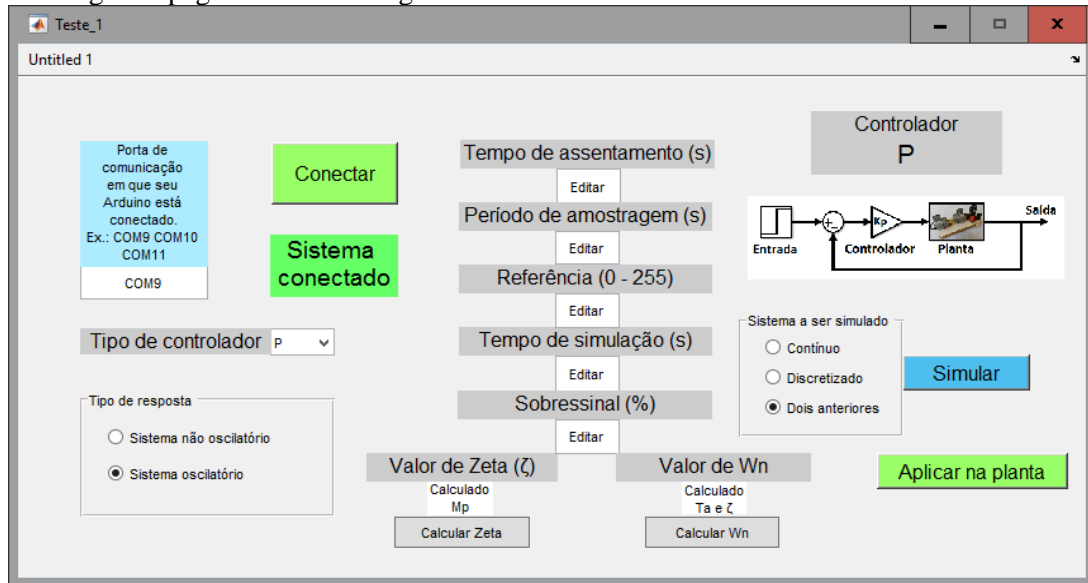 Teste_1
Untitled 1
Porta de
comunicação
em que seu
Arduino está
conectado.
Ex.: COM9 COM10
COM11
COM9
Conectar
Sistema
conectado
Tipo de controlador P
Tipo de resposta
Sistema não oscilatório
Sistema oscilatório
Tempo de assentamento (s)
Editar
Período de amostragem (s)
Editar
Referência (0 - 255)
Editar
Tempo de simulação (s)
Editar
Sobressinal (%)
Editar
Valor de Zeta (ζ)
Calculado
Mp
Calcular Zeta
Valor de Wn
Calculado
Ta e ζ
Calcular Wn
Controlador
P
Entrada
Kp
Controlador
Planta
Saída
Sistema a ser simulado
Contínuo
Discretizado
Dois anteriores
Simular
Aplicar na planta